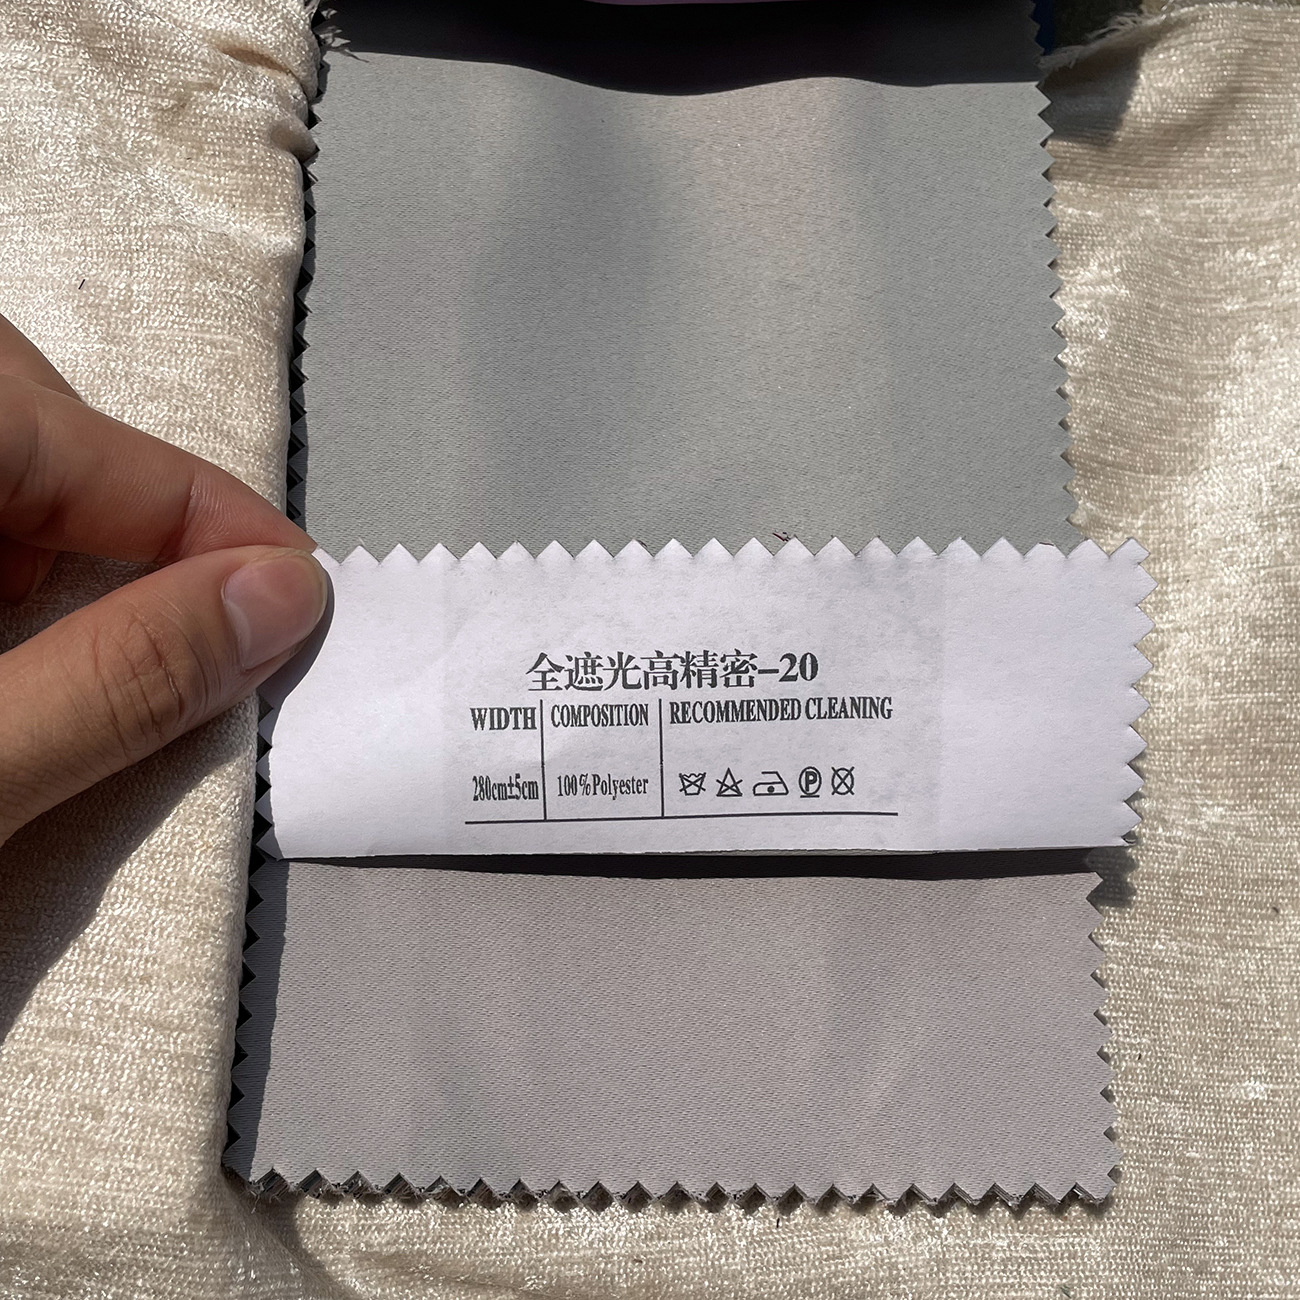 全遮光高精密-20
WIDTH COMPOSITION RECOMMENDED CLEANING
280cm±5cm 100%Polyester P